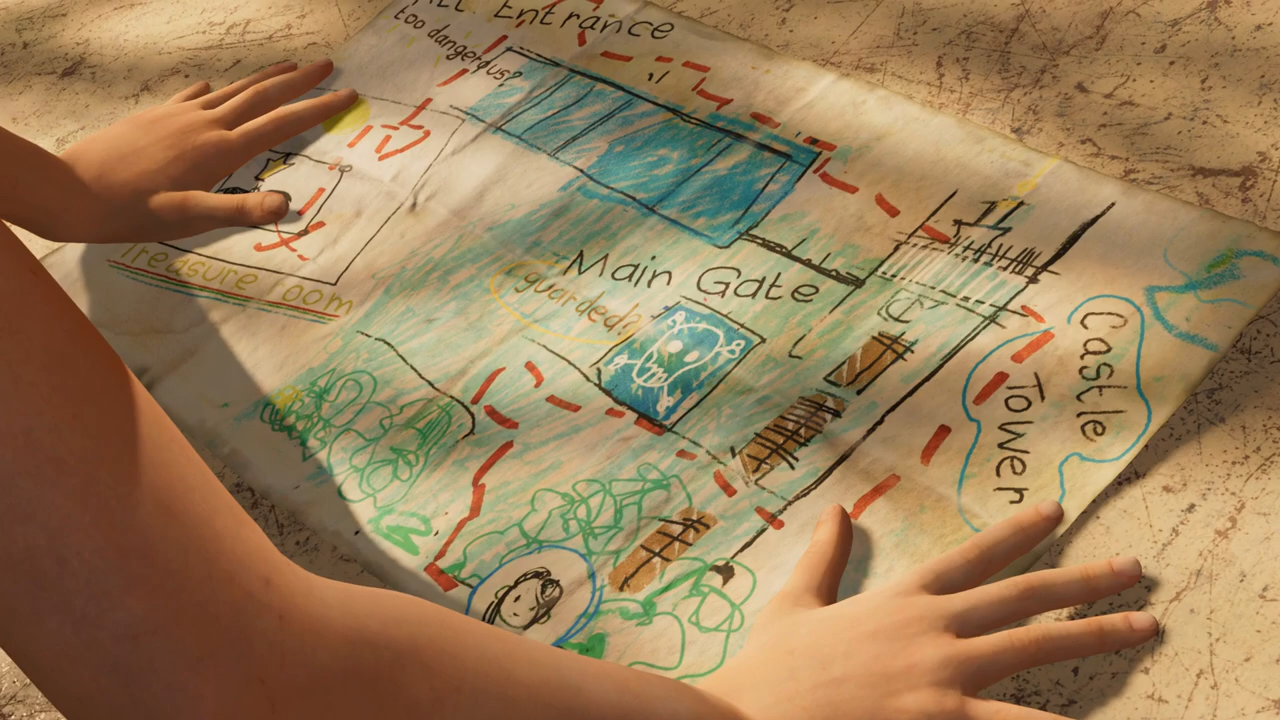 Entrance
too dangerous?
Main Gate
guarded?
Treasure room
Castle
Tower